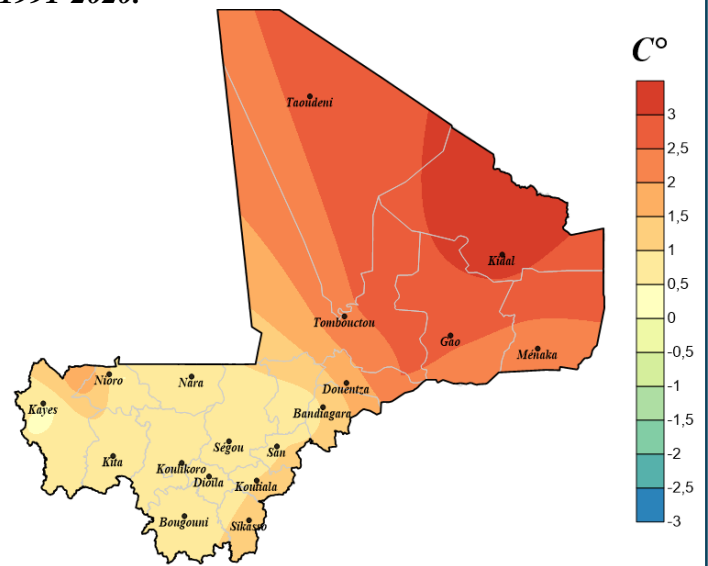 1991-2020.
C°
Taoudeni
3
2,5
2
1,5
1
0,5
0
-0,5
-1
-1,5
-2
-2,5
-3
Kidal
Tombouctou
Gao
Ménaka
Nioro
Nara
Douentza
Kayes
Bandiagara
Ségou
San
Kita
Koulikoro
Dioila
Koutiala
Bougouni
Sikasso